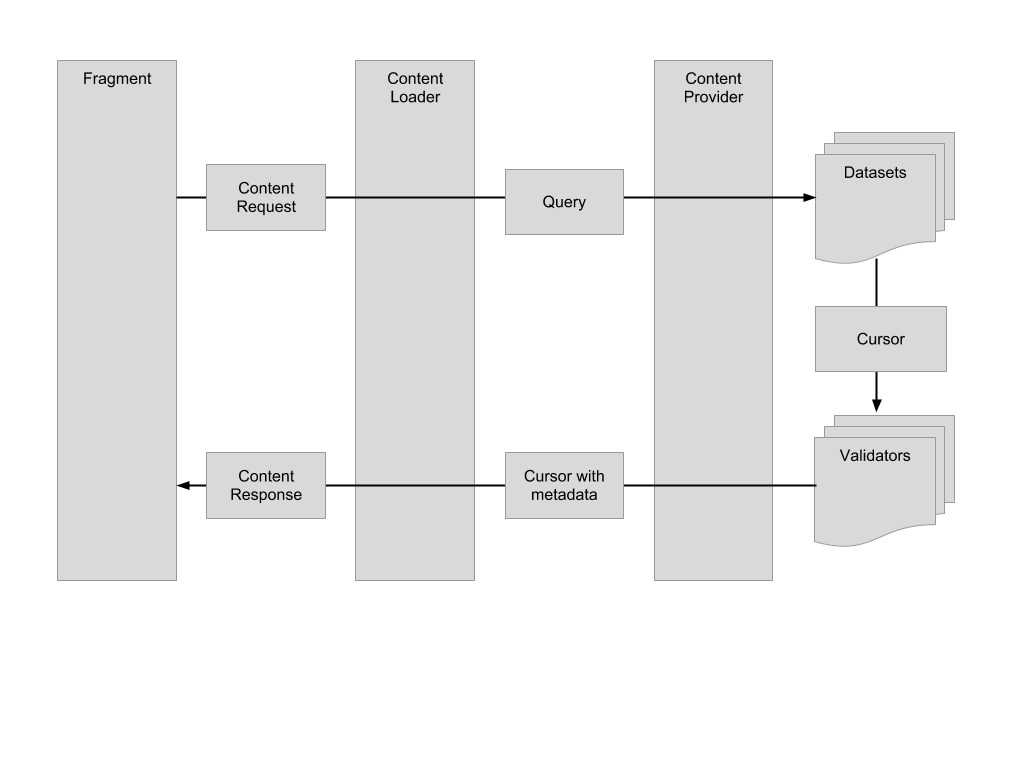 Fragment
Content
Loader
Content
Provider
Content
Request
Query
Datasets
Cursor
Content
Response
Cursor with
metadata
Validators